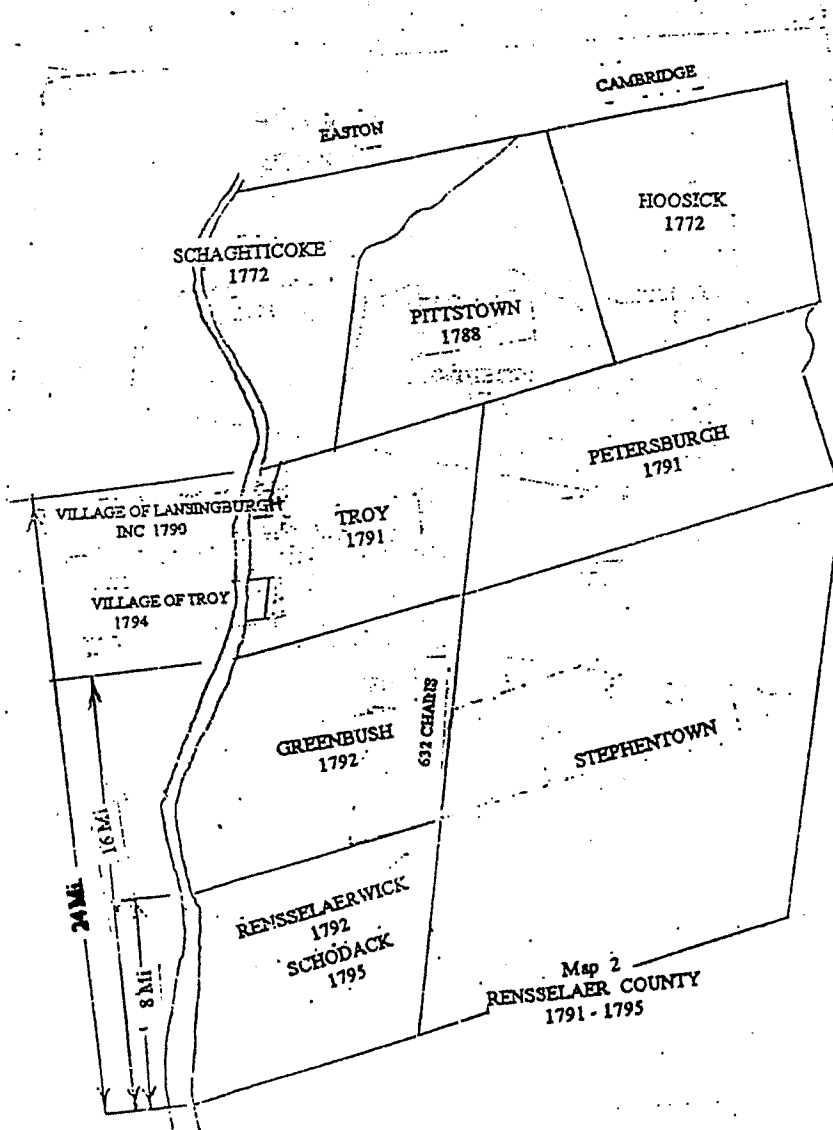 CAMBRIDGE
EASTON
HOOSICK
1772
SCHAGHTICOKE
1772
PITTSTOWN
1788
PETERSBURGH
1791
VILLAGE OF LANSINGBURGH
INC 1790
TROY
1791
VILLAGE OF TROY
1794
GREENBUSH
1792
632 CHAINS
STEPHENTOWN
16 Mi
24 Mi.
8 Mi
RENSSELAERWICK
1792
SCHODACK
1795
Map 2
RENSSELAER COUNTY
1791 - 1795